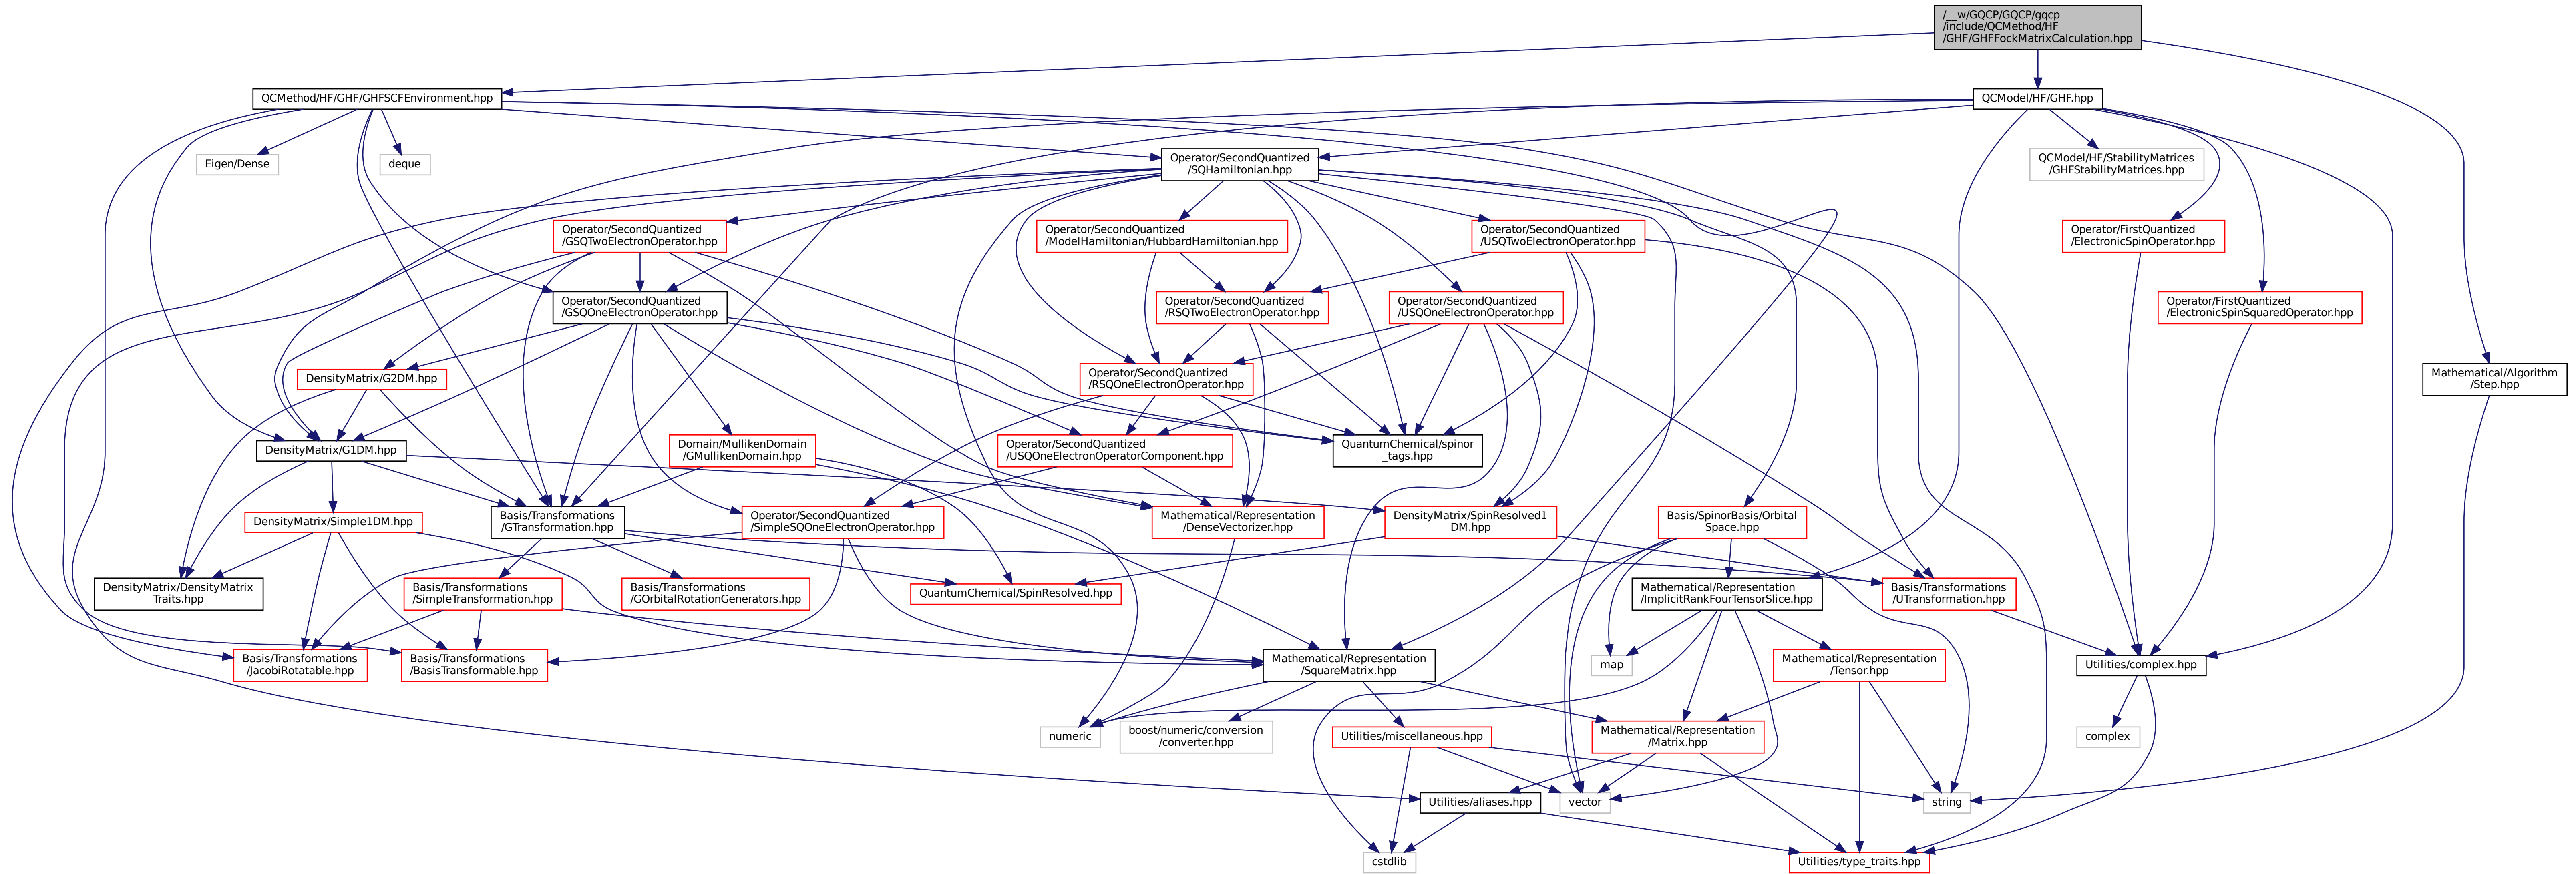 /__w/GQCP/GQCP/gqcp
/include/QCMethod/HF
/GHF/GHFFockMatrixCalculation.hpp
QCMethod/HF/GHF/GHFSCFEnvironment.hpp
QCModel/HF/GHF.hpp
Eigen/Dense
deque
Operator/SecondQuantized
/SQHamiltonian.hpp
QCModel/HF/StabilityMatrices
/GHFStabilityMatrices.hpp
Operator/SecondQuantized
/GSQTwoElectronOperator.hpp
Operator/SecondQuantized
/ModelHamiltonian/HubbardHamiltonian.hpp
Operator/SecondQuantized
/USQTwoElectronOperator.hpp
Operator/FirstQuantized
/ElectronicSpinOperator.hpp
Operator/SecondQuantized
/GSQOneElectronOperator.hpp
Operator/SecondQuantized
/RSQTwoElectronOperator.hpp
Operator/SecondQuantized
/USQOneElectronOperator.hpp
Operator/FirstQuantized
/ElectronicSpinSquaredOperator.hpp
DensityMatrix/G2DM.hpp
Operator/SecondQuantized
/RSQOneElectronOperator.hpp
Mathematical/Algorithm
/Step.hpp
DensityMatrix/G1DM.hpp
Domain/MullikenDomain
/GMullikenDomain.hpp
Operator/SecondQuantized
/USQOneElectronOperatorComponent.hpp
QuantumChemical/spinor
_tags.hpp
DensityMatrix/Simple1DM.hpp
Basis/Transformations
/GTransformation.hpp
Operator/SecondQuantized
/SimpleSQOneElectronOperator.hpp
Mathematical/Representation
/DenseVectorizer.hpp
DensityMatrix/SpinResolved1
DM.hpp
Basis/SpinorBasis/Orbital
Space.hpp
DensityMatrix/DensityMatrix
Traits.hpp
Basis/Transformations
/SimpleTransformation.hpp
Basis/Transformations
/GOrbitalRotationGenerators.hpp
QuantumChemical/SpinResolved.hpp
Mathematical/Representation
/ImplicitRankFourTensorSlice.hpp
Basis/Transformations
/UTransformation.hpp
Basis/Transformations
/JacobiRotatable.hpp
Basis/Transformations
/BasisTransformable.hpp
Mathematical/Representation
/SquareMatrix.hpp
map
Mathematical/Representation
/Tensor.hpp
Utilities/complex.hpp
numeric
boost/numeric/conversion
/converter.hpp
Utilities/miscellaneous.hpp
Mathematical/Representation
/Matrix.hpp
complex
Utilities/aliases.hpp
vector
string
cstdlib
Utilities/type_traits.hpp